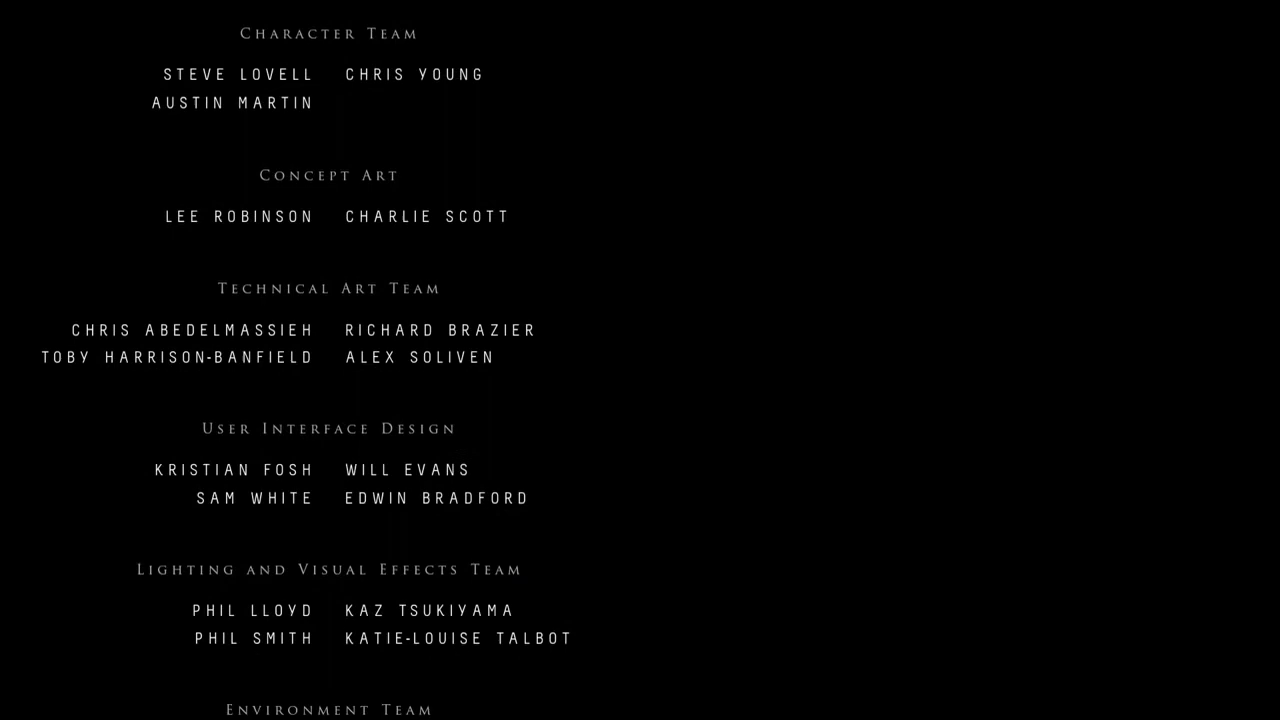 Character Team
STEVE LOVELL CHRIS YOUNG
AUSTIN MARTIN
Concept Art
LEE ROBINSON CHARLIE SCOTT
Technical Art Team
CHRIS ABEDELMASSIEH RICHARD BRAZIER
TOBY HARRISON-BANFIELD ALEX SOLIVEN
User Interface Design
KRISTIAN FOSH WILL EVANS
SAM WHITE EDWIN BRADFORD
Lighting and Visual Effects Team
PHIL LLOYD KAZ TSUKIYAMA
PHIL SMITH KATIE-LOUISE TALBOT
Environment Team